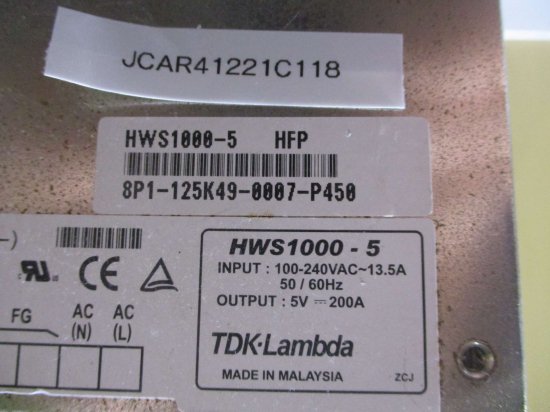 JCAR41221C118
HWS1000-5 HFP
8P1-125K49-0007-P450
-)
HWS1000 - 5
INPUT : 100-240VAC~13.5A
50 / 60Hz
OUTPUT : 5V ⎓ 200A
TDK·Lambda
MADE IN MALAYSIA ZCJ
CE
FG AC (N) AC (L)